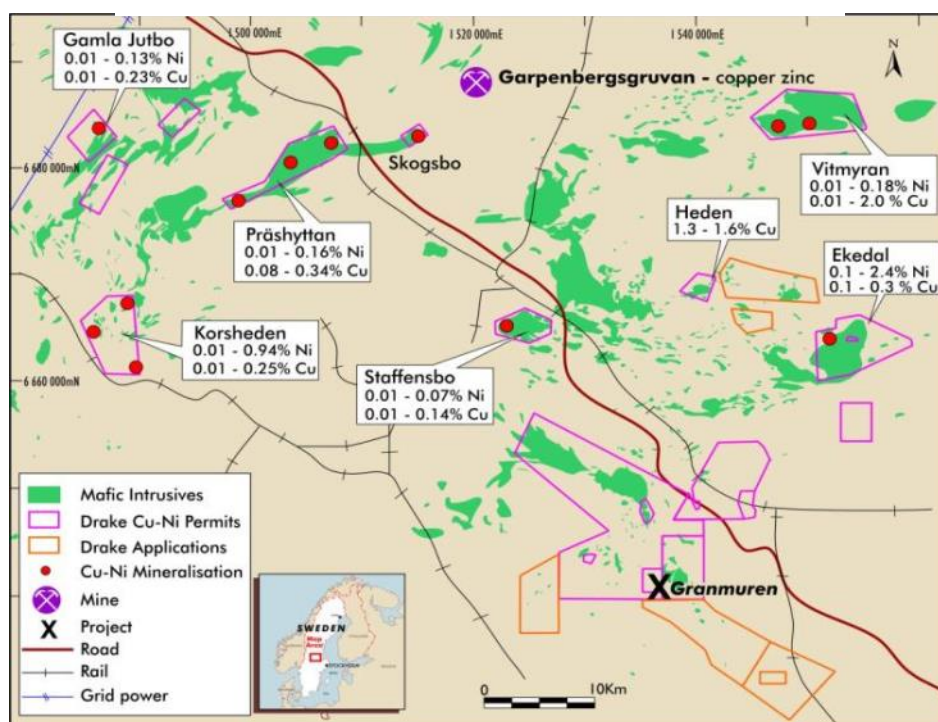 1 500 000mE
1 520 000mE
1 540 000mE
N
Gamla Jutbo
0.01 - 0.13% Ni
0.01 - 0.23% Cu
Garpenbergsgruvan - copper zinc
6 680 000mN
Skogsbo
Vitmyran
0.01 - 0.18% Ni
0.01 - 2.0 % Cu
Präshyttan
0.01 - 0.16% Ni
0.08 - 0.34% Cu
Heden
1.3 - 1.6% Cu
Ekedal
0.1 - 2.4% Ni
0.1 - 0.3 % Cu
Korsheden
0.01 - 0.94% Ni
0.01 - 0.25% Cu
6 660 000mN
Staffensbo
0.01 - 0.07% Ni
0.01 - 0.14% Cu
Mafic Intrusives
Drake Cu-Ni Permits
Drake Applications
Cu-Ni Mineralisation
Mine
X Project
Road
Rail
Grid power
SWEDEN
Map
Area
STOCKHOLM
X Granmuren
0 10Km